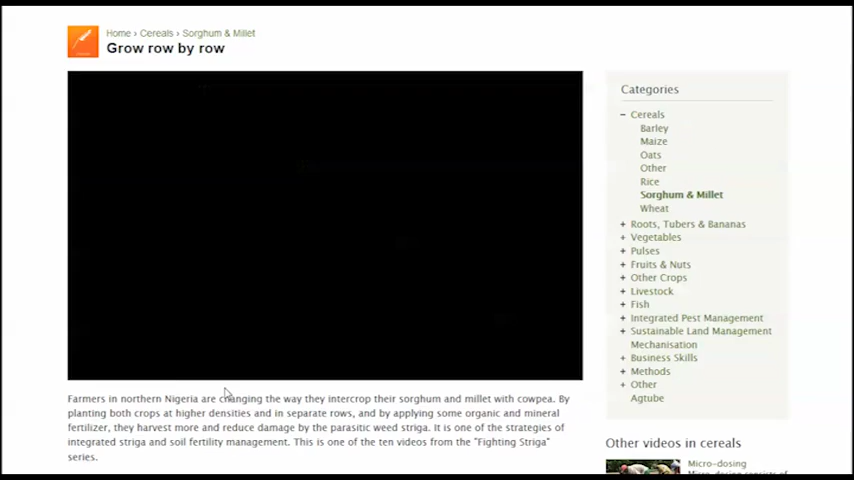 Home › Cereals › Sorghum & Millet
Grow row by row
Farmers in northern Nigeria are changing the way they intercrop their sorghum and millet with cowpea. By
planting both crops at higher densities and in separate rows, and by applying some organic and mineral
fertilizer, they harvest more and reduce damage by the parasitic weed striga. It is one of the strategies of
integrated striga and soil fertility management. This is one of the ten videos from the "Fighting Striga"
series.
Categories
− Cereals
Barley
Maize
Oats
Other
Rice
Sorghum & Millet
Wheat
+ Roots, Tubers & Bananas
+ Vegetables
+ Pulses
+ Fruits & Nuts
+ Other Crops
+ Livestock
+ Fish
+ Integrated Pest Management
+ Sustainable Land Management
Mechanisation
+ Business Skills
+ Methods
+ Other
Agtube
Other videos in cereals
Micro-dosing
Micro-dosing consists of